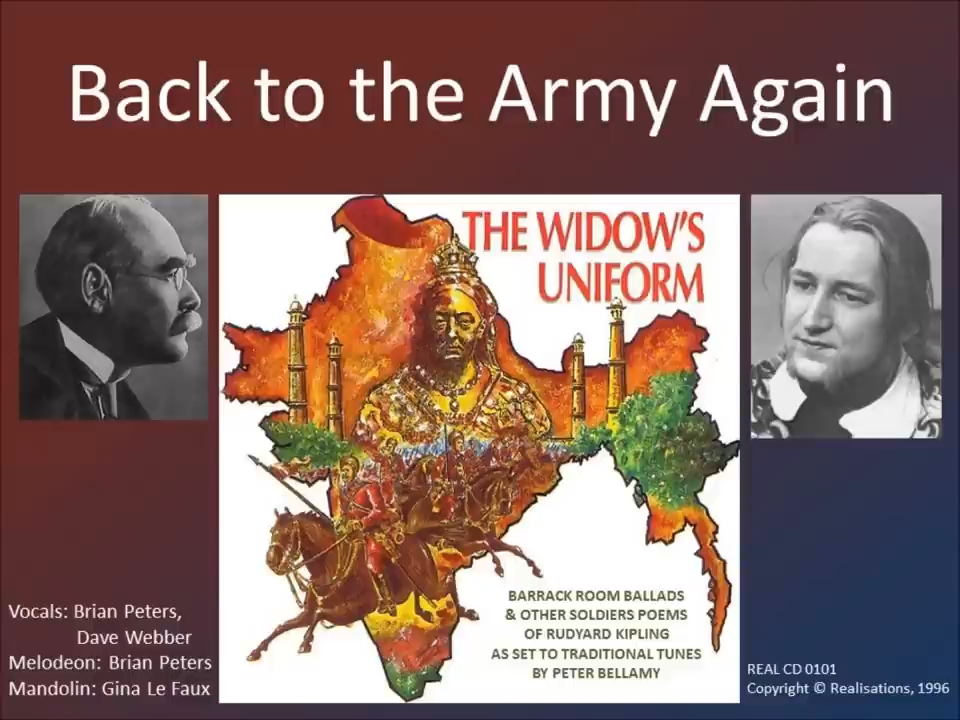 Back to the Army Again
THE WIDOW'S
UNIFORM
BARRACK ROOM BALLADS
& OTHER SOLDIERS POEMS
OF RUDYARD KIPLING
AS SET TO TRADITIONAL TUNES
BY PETER BELLAMY
Vocals: Brian Peters,
Dave Webber
Melodeon: Brian Peters
Mandolin: Gina Le Faux
REAL CD 0101
Copyright © Realisations, 1996